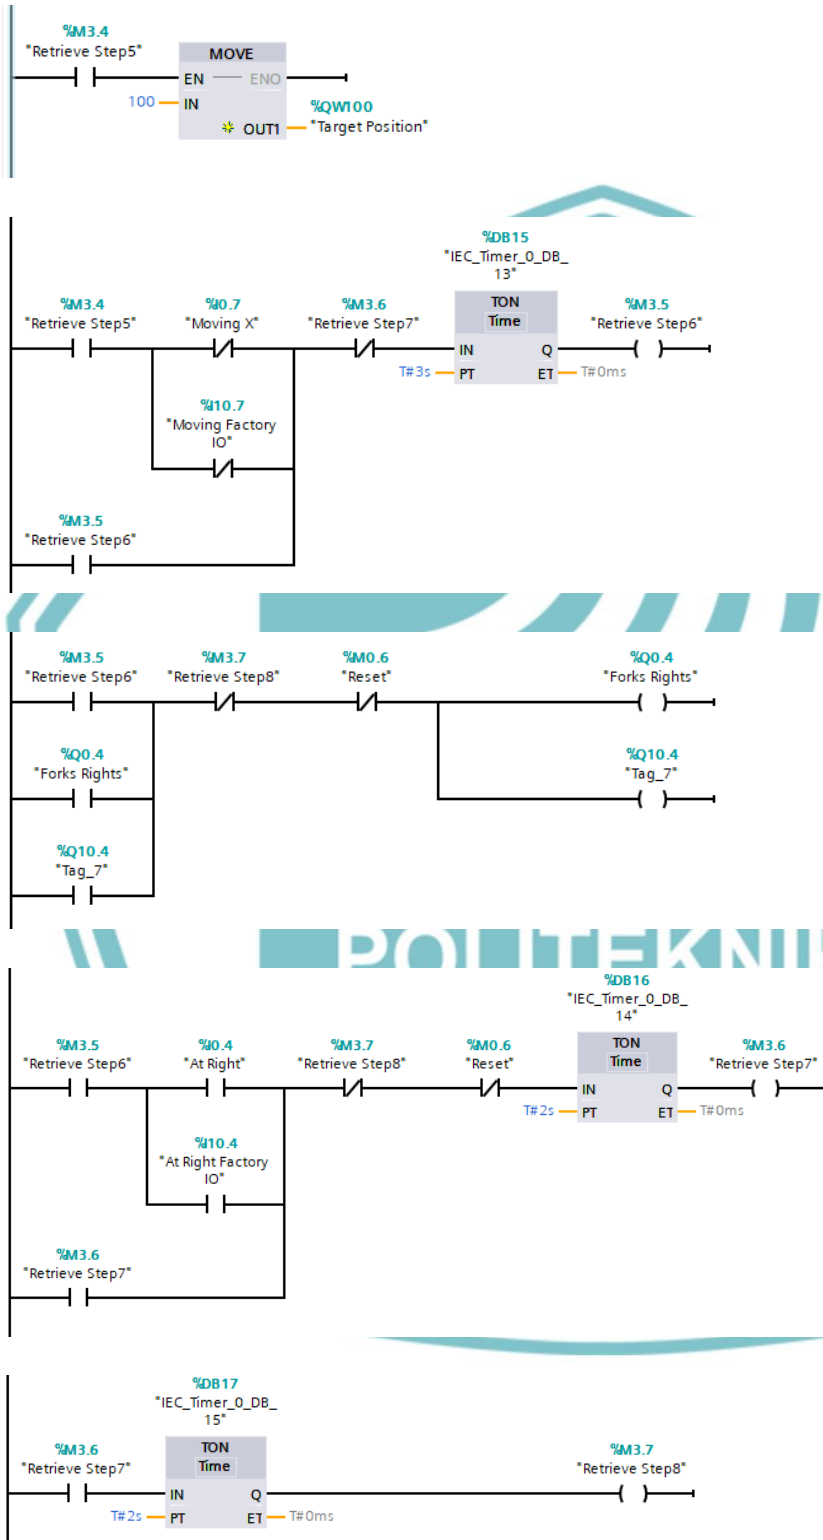 %M3.4
"Retrieve Step5"
MOVE
EN ENO
100 IN
%QW100
OUT1 "Target Position"
%DB15
"IEC_Timer_0_DB_
13"
%M3.4 %I0.7 %M3.6 TON %M3.5
"Retrieve Step5" "Moving X" "Retrieve Step7" Time "Retrieve Step6"
IN Q
T#3s PT ET T#0ms
%I10.7
"Moving Factory
IO"
%M3.5
"Retrieve Step6"
%M3.5 %M3.7 %M0.6 %Q0.4
"Retrieve Step6" "Retrieve Step8" "Reset" "Forks Rights"
%Q0.4 %Q10.4
"Forks Rights" "Tag_7"
%Q10.4
"Tag_7"
POLITEKNI
%DB16
"IEC_Timer_0_DB_
14"
%M3.5 %I0.4 %M3.7 %M0.6 TON %M3.6
"Retrieve Step6" "At Right" "Retrieve Step8" "Reset" Time "Retrieve Step7"
IN Q
T#2s PT ET T#0ms
%I10.4
"At Right Factory
IO"
%M3.6
"Retrieve Step7"
%DB17
"IEC_Timer_0_DB_
15"
%M3.6 TON %M3.7
"Retrieve Step7" Time "Retrieve Step8"
IN Q
T#2s PT ET T#0ms